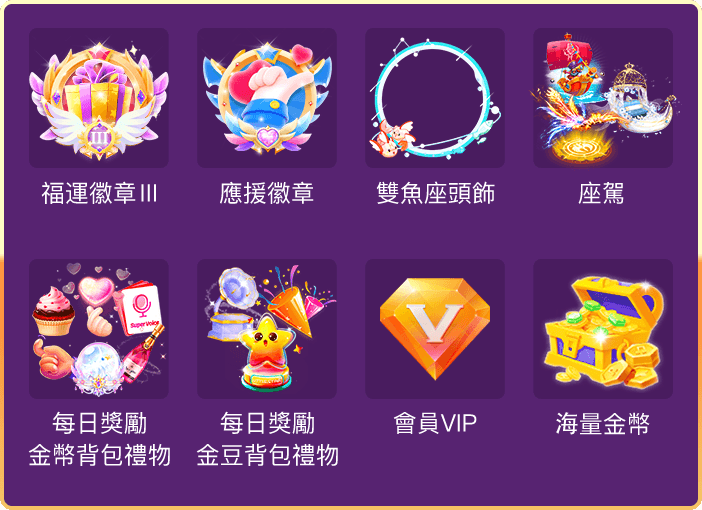 福運徽章III
應援徽章
雙魚座頭飾
座駕
Super Voice
每日獎勵
金幣背包禮物
每日獎勵
金豆背包禮物
V
會員VIP
海量金幣